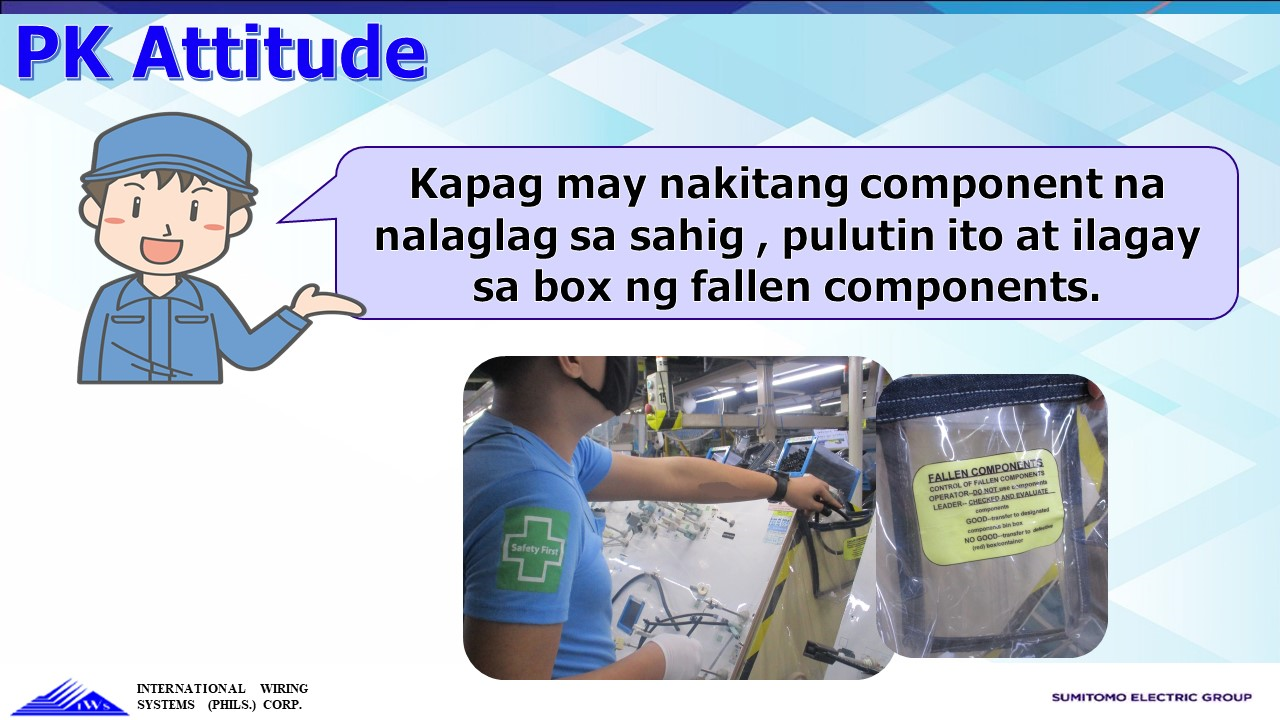 PK Attitude
Kapag may nakitang component na
nalaglag sa sahig , pulutin ito at ilagay
sa box ng fallen components.
Safety First
FALLEN COMPONENTS
CONTROL OF FALLEN COMPONENTS
OPERATOR-DO NOT use components
LEADER- CHECKED AND EVALUATE
components
GOOD-transfer to designated
components bin box
NO GOOD-transfer to defective
(red) box/container
IWS
INTERNATIONAL WIRING
SYSTEMS (PHILS.) CORP.
SUMITOMO ELECTRIC GROUP